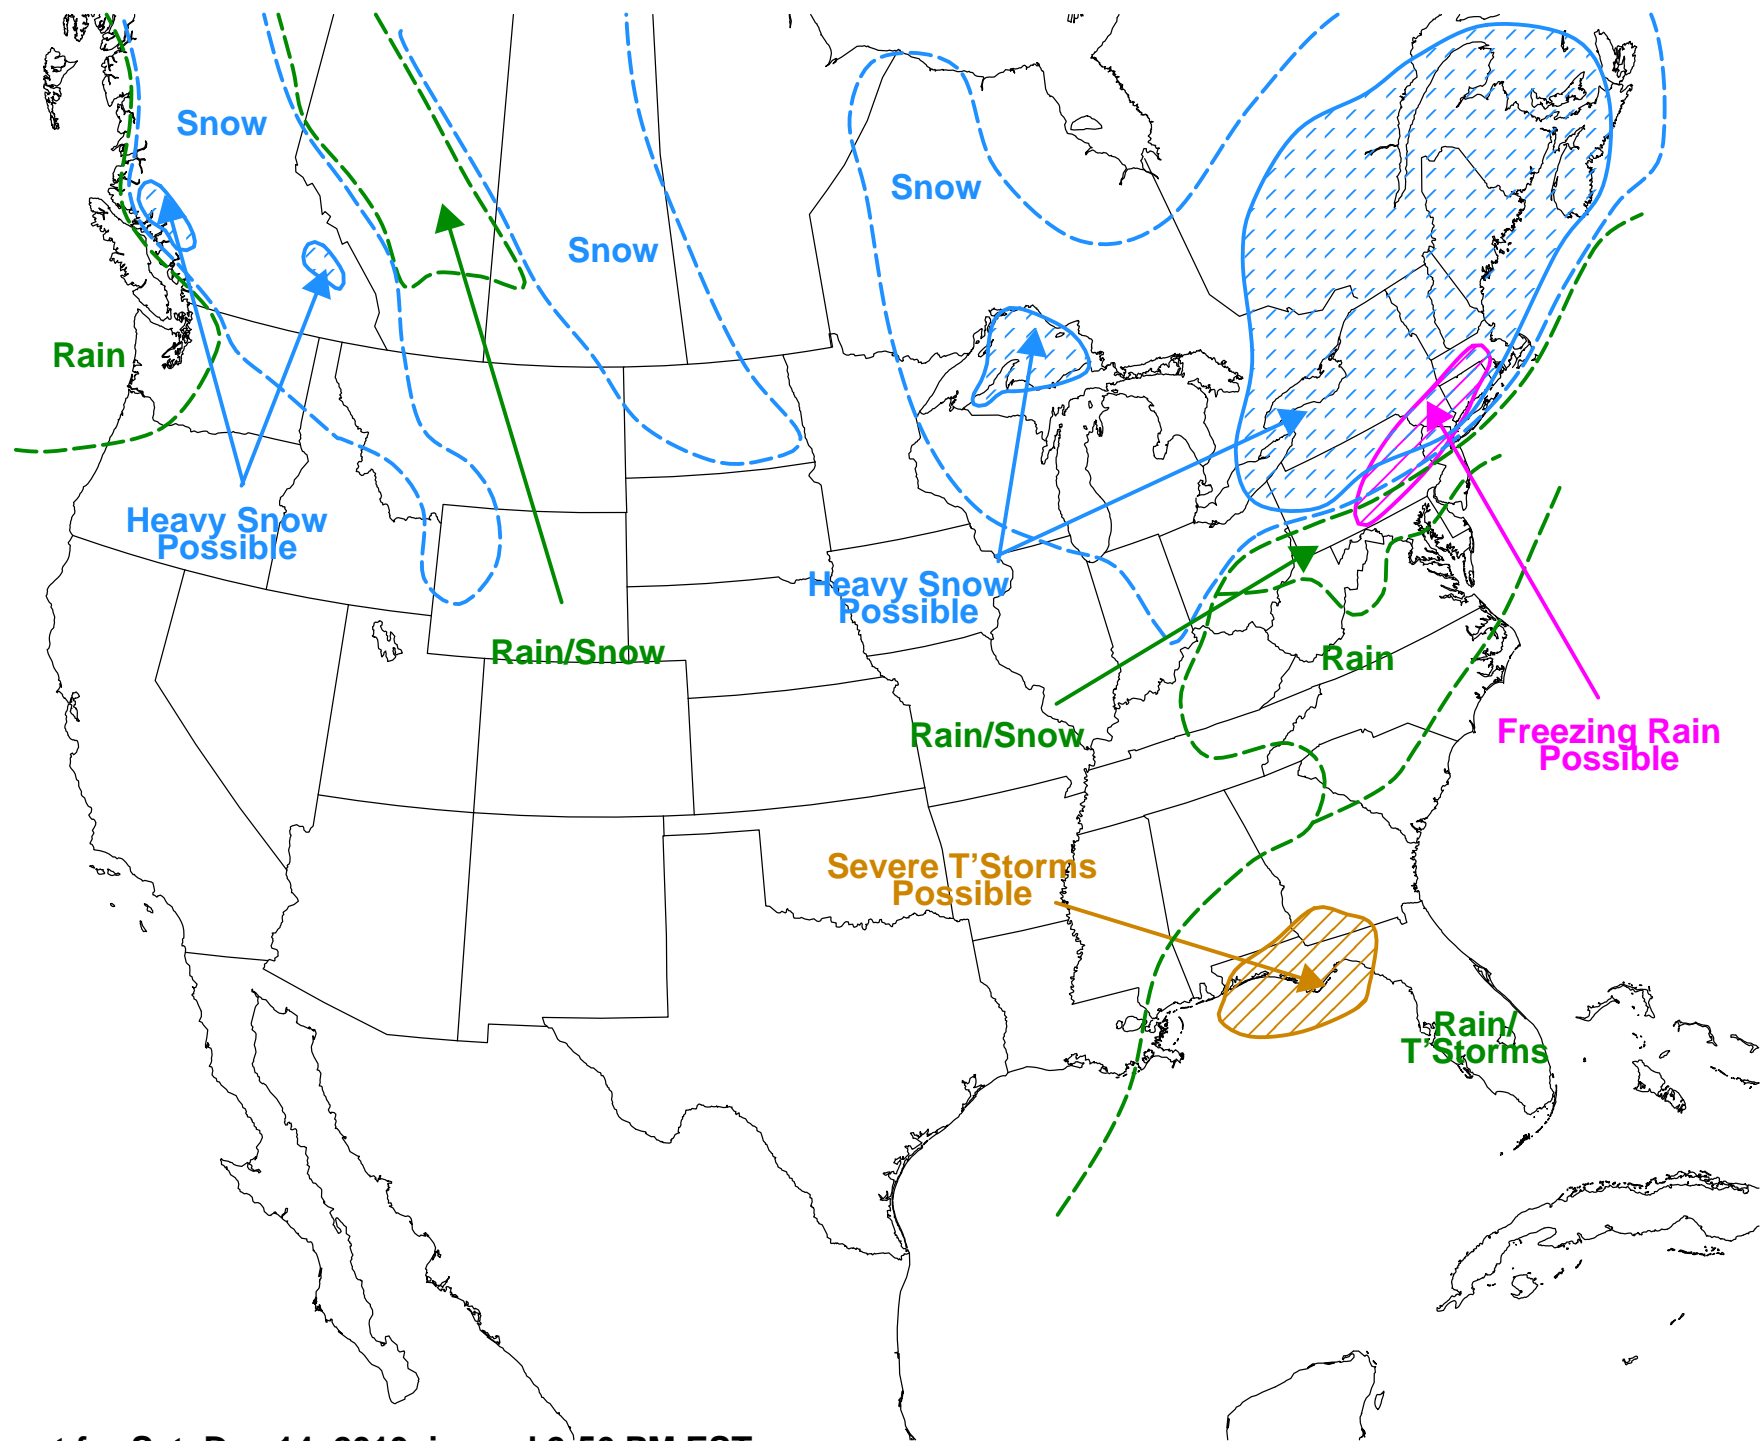 Snow
Snow
Snow
Rain
Heavy Snow
Possible
Heavy Snow
Possible
Rain/Snow
Rain
Rain/Snow
Freezing Rain
Possible
Severe T'Storms
Possible
Rain/
T'Storms